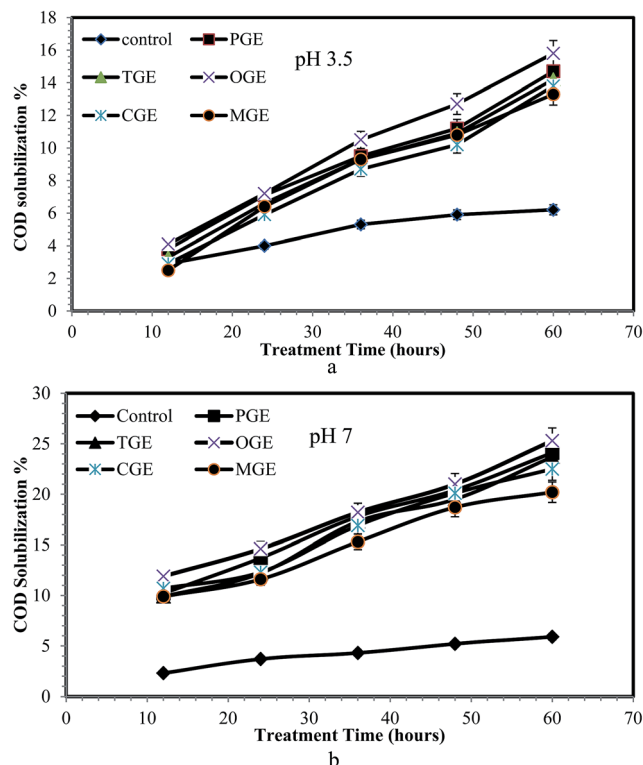 18
16
14
12
10
8
6
4
2
0
COD solubilization %
control
PGE
TGE
OGE
CGE
MGE
pH 3.5
0 10 20 30 40 50 60 70
Treatment Time (hours)
a
30
25
20
15
10
5
0
COD Solubilization %
Control
PGE
TGE
OGE
CGE
MGE
pH 7
0 10 20 30 40 50 60 70
Treatment Time (hours)
b